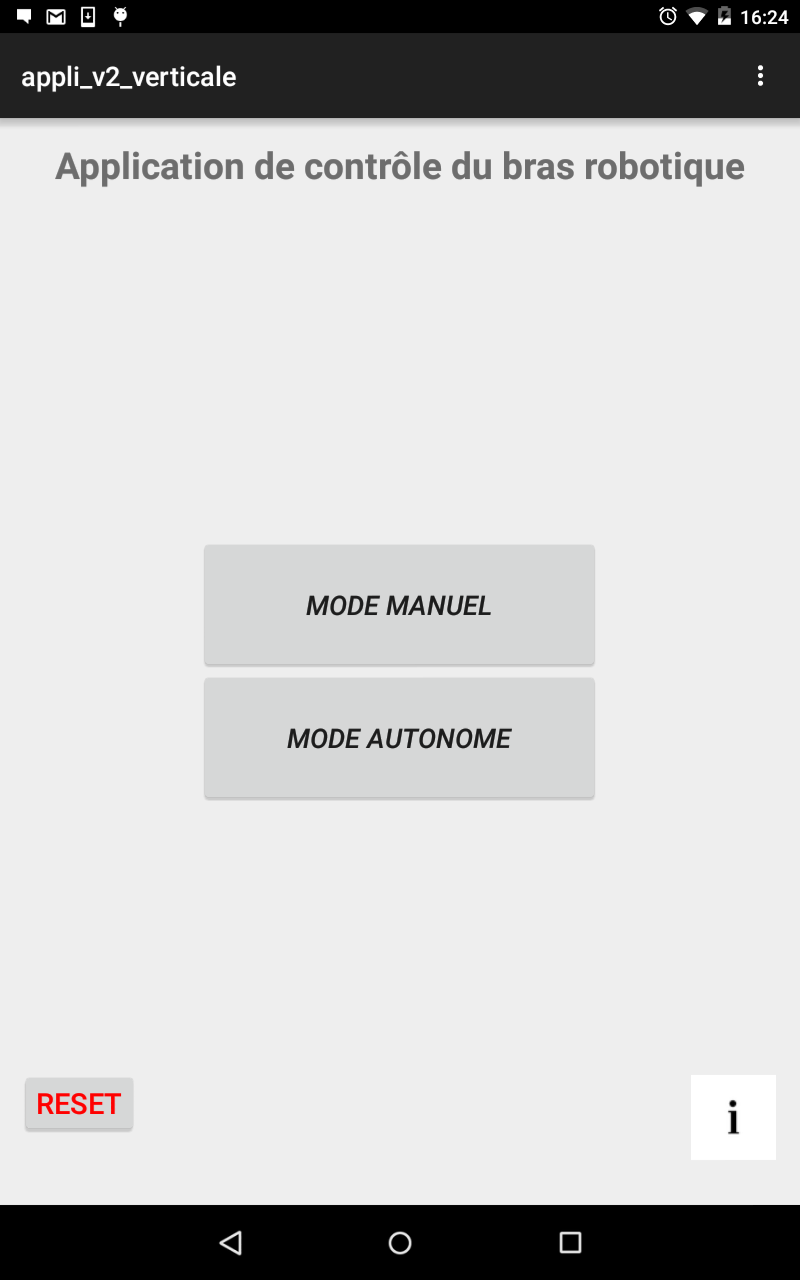 16:24
appli_v2_verticale
Application de contrôle du bras robotique
MODE MANUEL
MODE AUTONOME
RESET
i